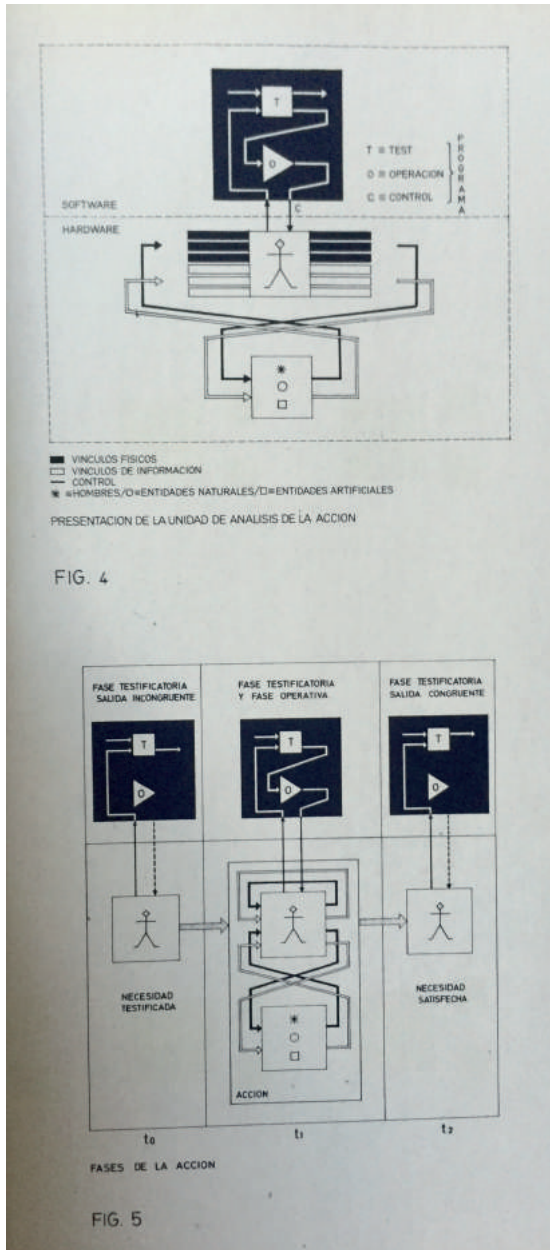 T
O
T ≡ TEST
O ≡ OPERACION
C ≡ CONTROL
PROGRAMA
SOFTWARE
C
HARDWARE
VINCULOS FISICOS
VINCULOS DE INFORMACIÓN
CONTROL
* ≡HOMBRES/O≡ENTIDADES NATURALES/□≡ENTIDADES ARTIFICIALES
PRESENTACION DE LA UNIDAD DE ANALISIS DE LA ACCION
FIG. 4
FASE TESTIFICATORIA
SALIDA INCONGRUENTE
FASE TESTIFICATORIA
Y FASE OPERATIVA
FASE TESTIFICATORIA
SALIDA CONGRUENTE
T
O
T
O
T
O
NECESIDAD
TESTIFICADA
NECESIDAD
SATISFECHA
ACCION
t₀
t₁
t₂
FASES DE LA ACCION
FIG. 5